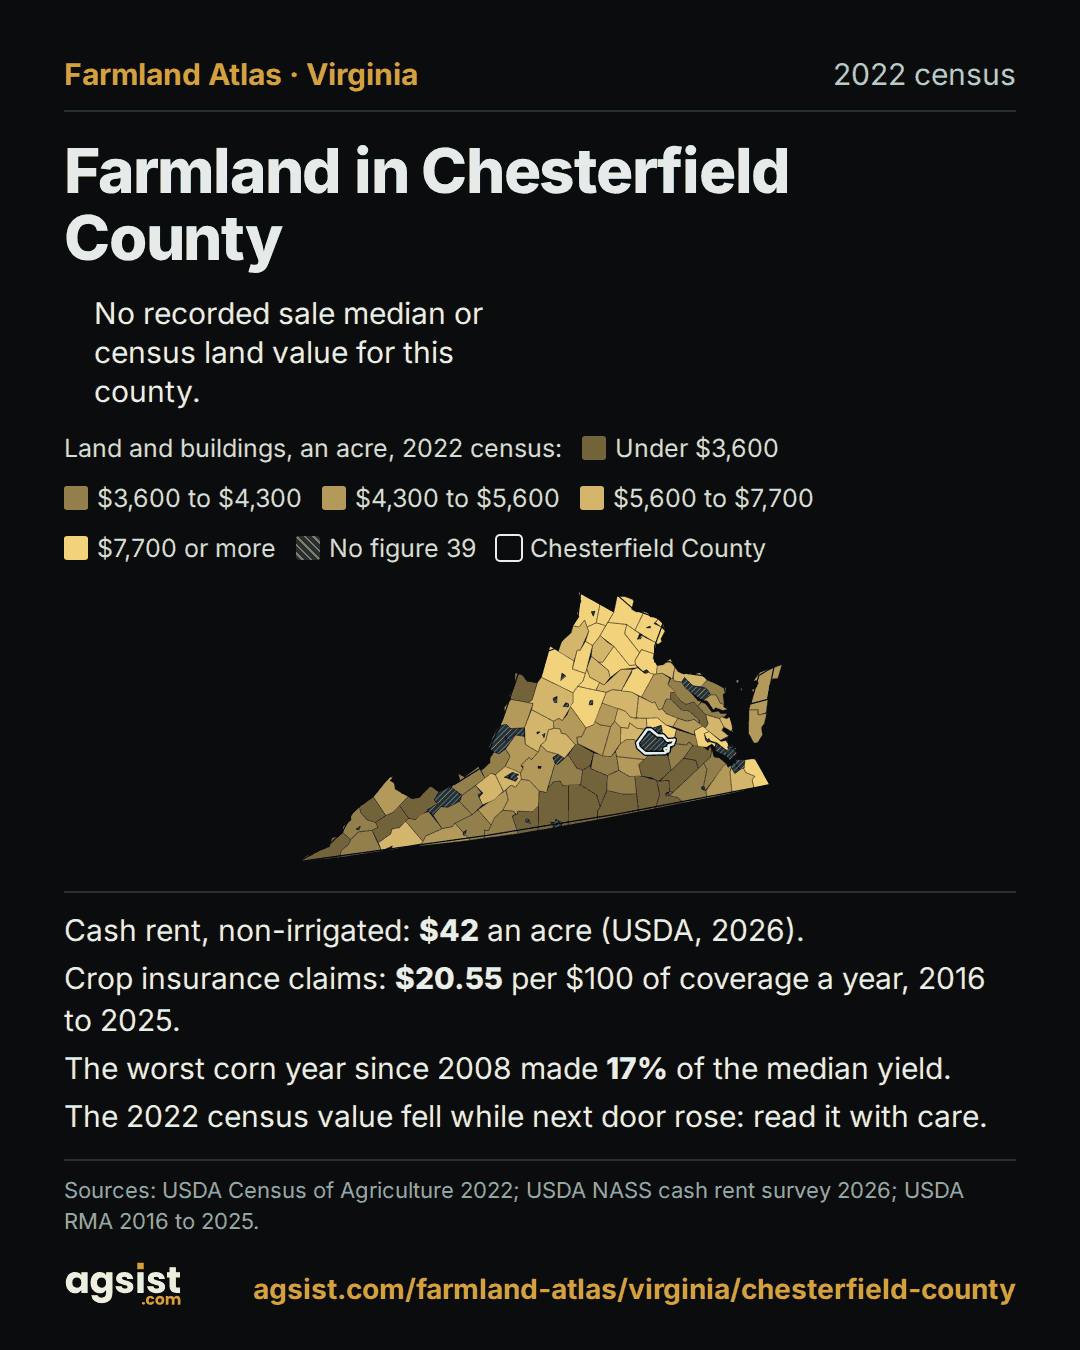 Farmland Atlas · Virginia
2022 census
Farmland in Chesterfield
County
No recorded sale median or
census land value for this
county.
Land and buildings, an acre, 2022 census: Under $3,600
$3,600 to $4,300 $4,300 to $5,600 $5,600 to $7,700
$7,700 or more No figure 39 Chesterfield County
Cash rent, non-irrigated: $42 an acre (USDA, 2026).
Crop insurance claims: $20.55 per $100 of coverage a year, 2016
to 2025.
The worst corn year since 2008 made 17% of the median yield.
The 2022 census value fell while next door rose: read it with care.
Sources: USDA Census of Agriculture 2022; USDA NASS cash rent survey 2026; USDA
RMA 2016 to 2025.
agsist
.com
agsist.com/farmland-atlas/virginia/chesterfield-county